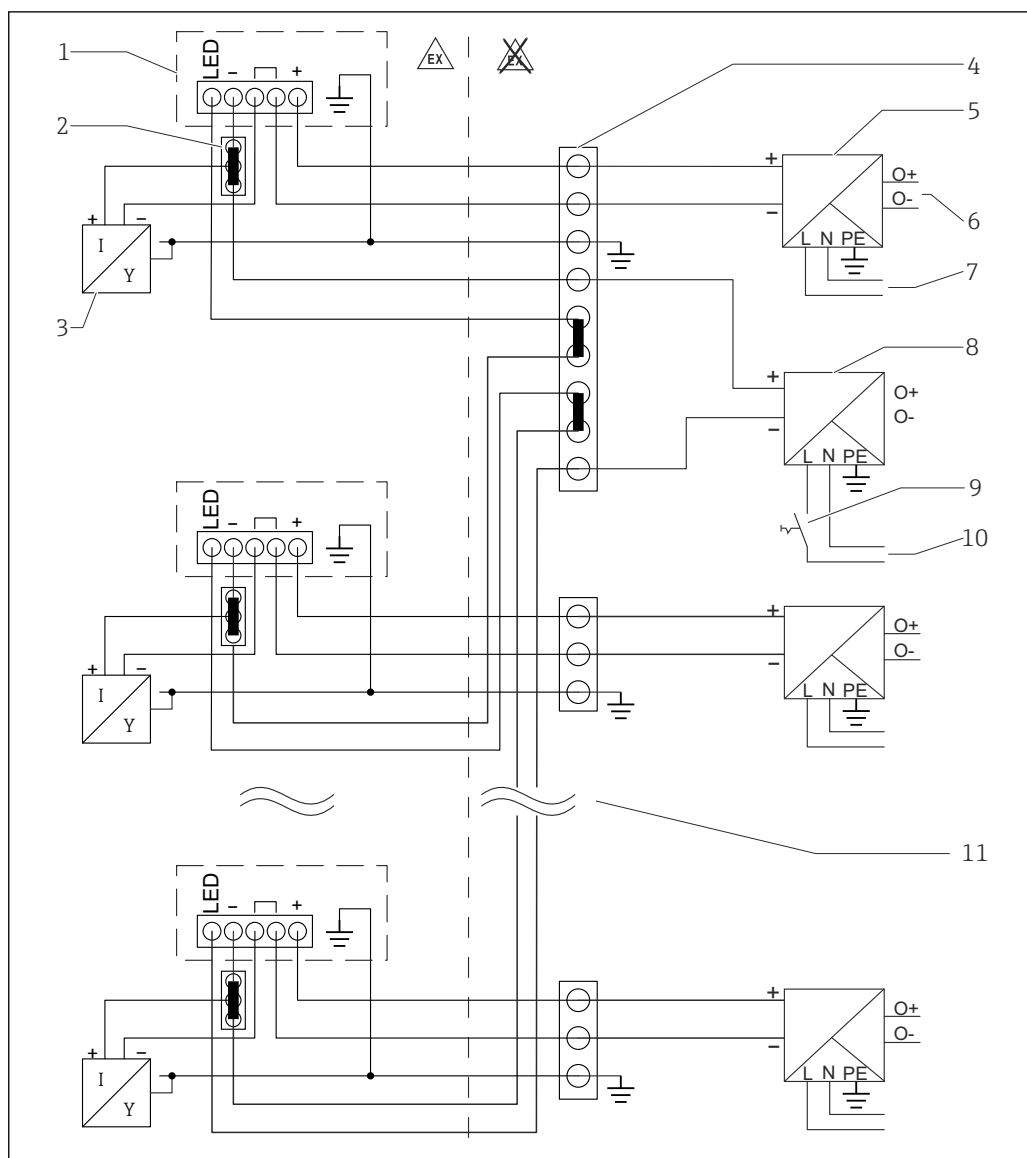 1
LED
- +
EX
EX
4
2
5
+
O+
O-
6
-
+ -
L N PE
I
Y
7
3
8
+
O+
O-
-
L N PE
9
LED
- +
10
+
O+
O-
+ -
-
L N PE
I
Y
11
LED
- +
+
O+
O-
+ -
-
L N PE
I
Y